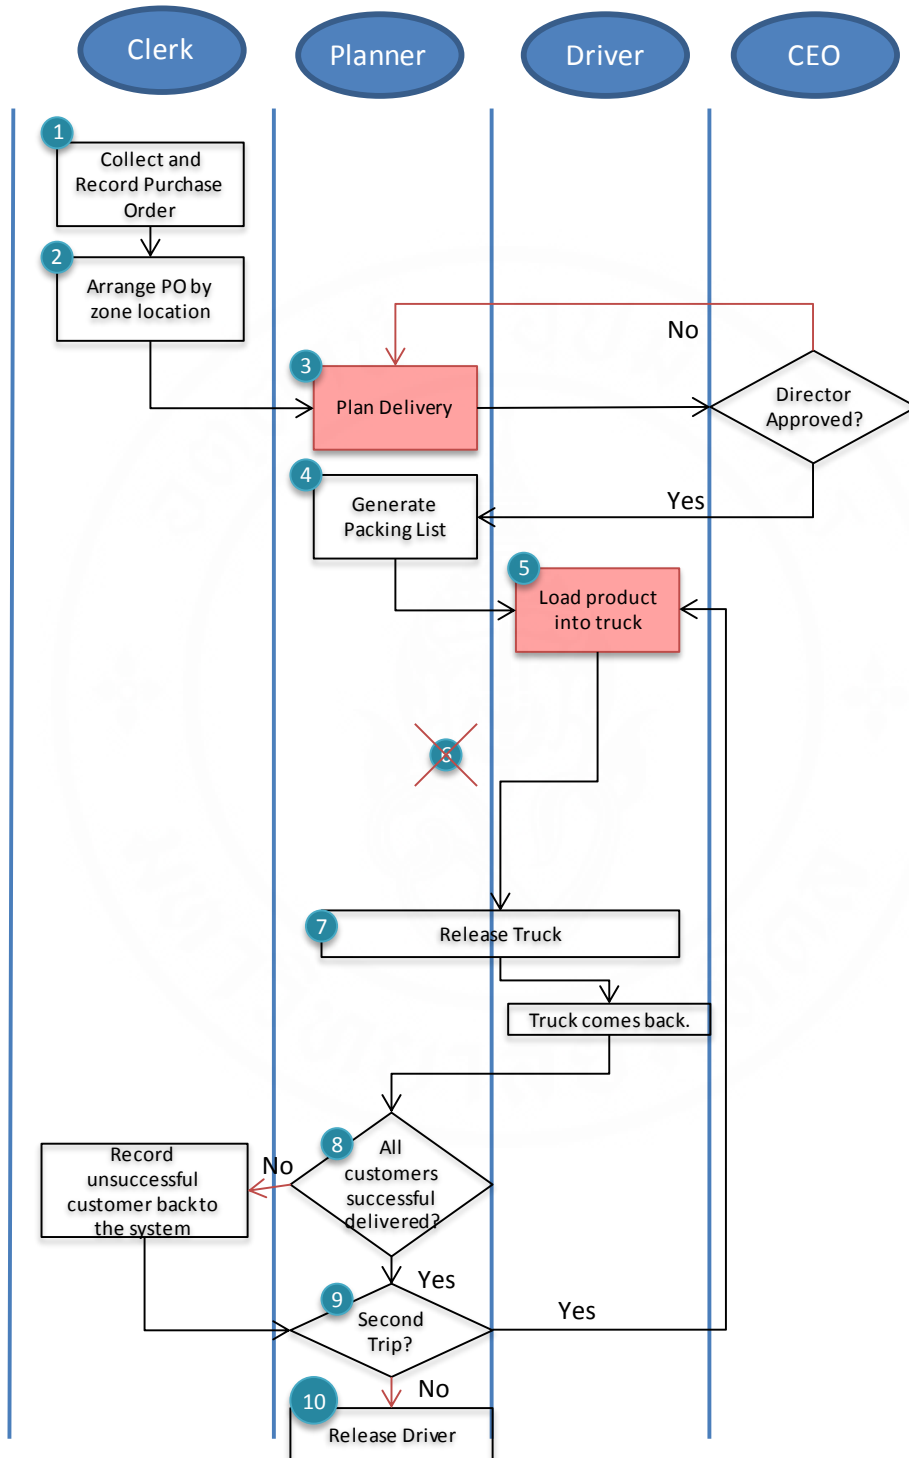 Clerk
Planner
Driver
CEO
1
Collect and
Record Purchase
Order
2
Arrange PO by
zone location
No
3
Plan Delivery
Director
Approved?
4
Generate
Packing List
Yes
5
Load product
into truck
6
7
Release Truck
Truck comes back.
8
All
customers
successful
delivered?
No
Record
unsuccessful
customer back to
the system
Yes
9
Second
Trip?
Yes
No
10
Release Driver